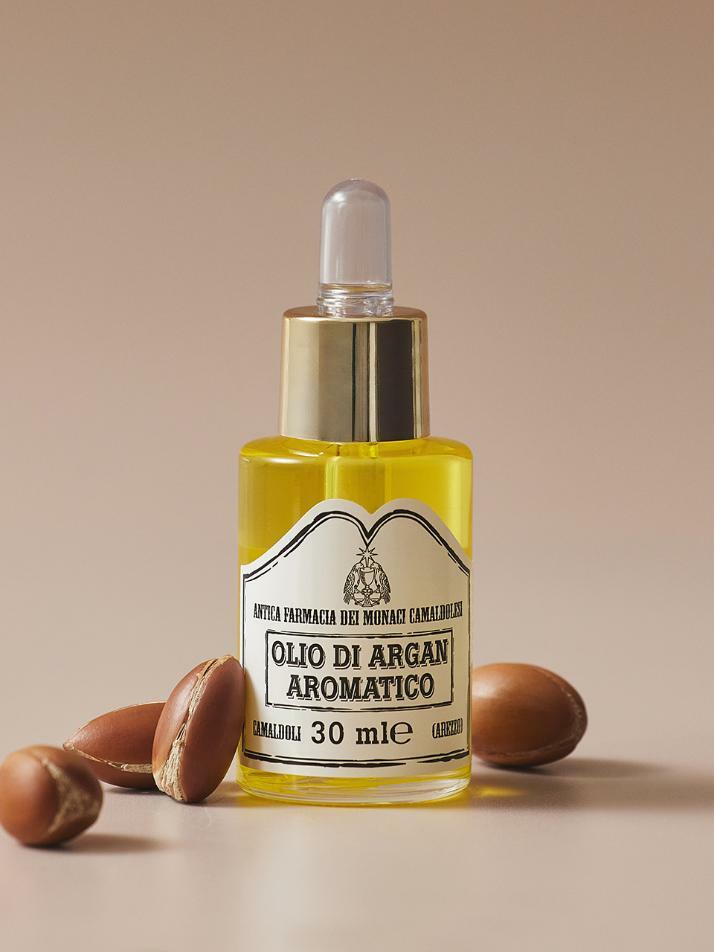 ANTICA FARMACIA DEI MONACI CAMALDOLESI
OLIO DI ARGAN
AROMATICO
CAMALDOLI 30 ml℮ (AREZZO)